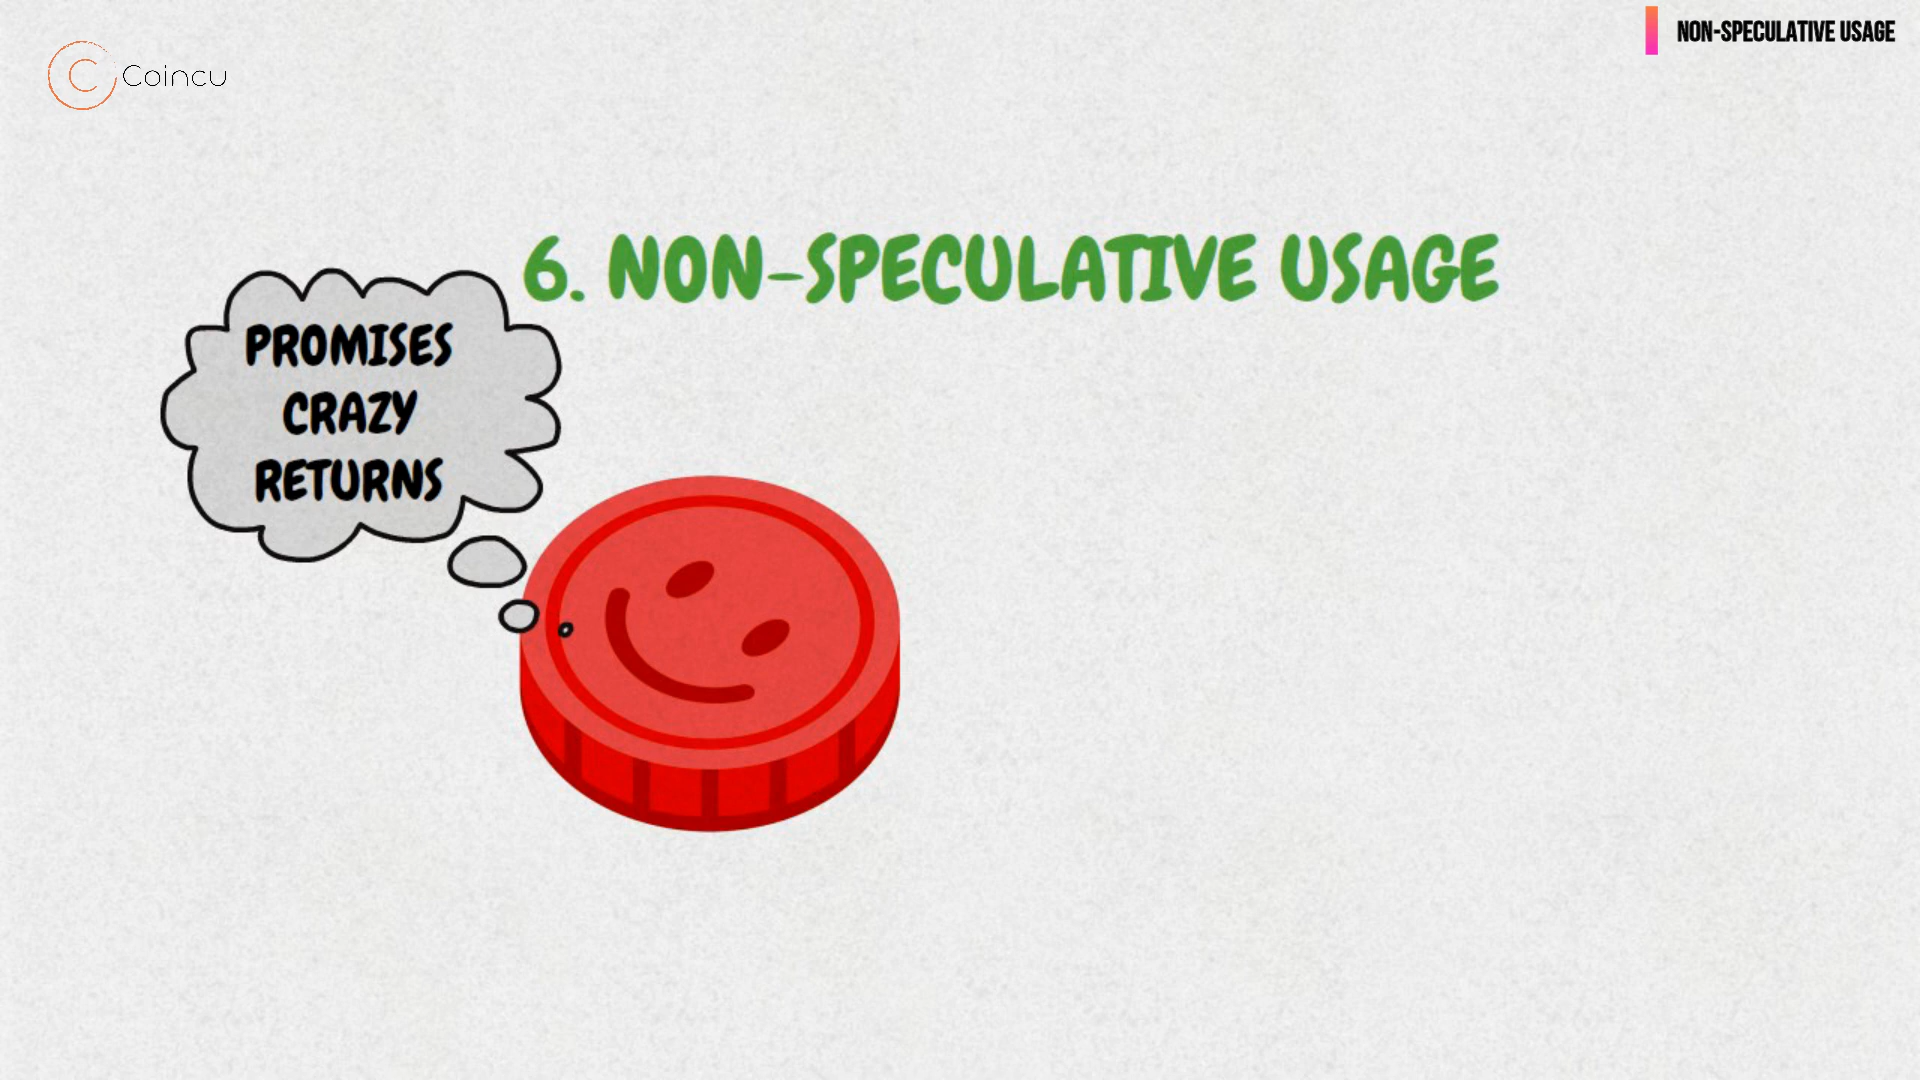 Coincu
NON-SPECULATIVE USAGE
6. NON-SPECULATIVE USAGE
PROMISES
CRAZY
RETURNS